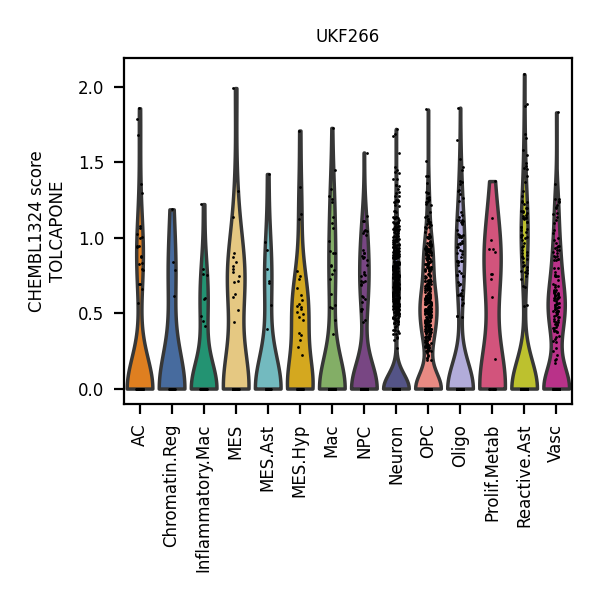 UKF266
CHEMBL1324 score
TOLCAPONE
2.0
1.5
1.0
0.5
0.0
AC
Chromatin.Reg
Inflammatory.Mac
MES
MES.Ast
MES.Hyp
Mac
NPC
Neuron
OPC
Oligo
Prolif.Metab
Reactive.Ast
Vasc